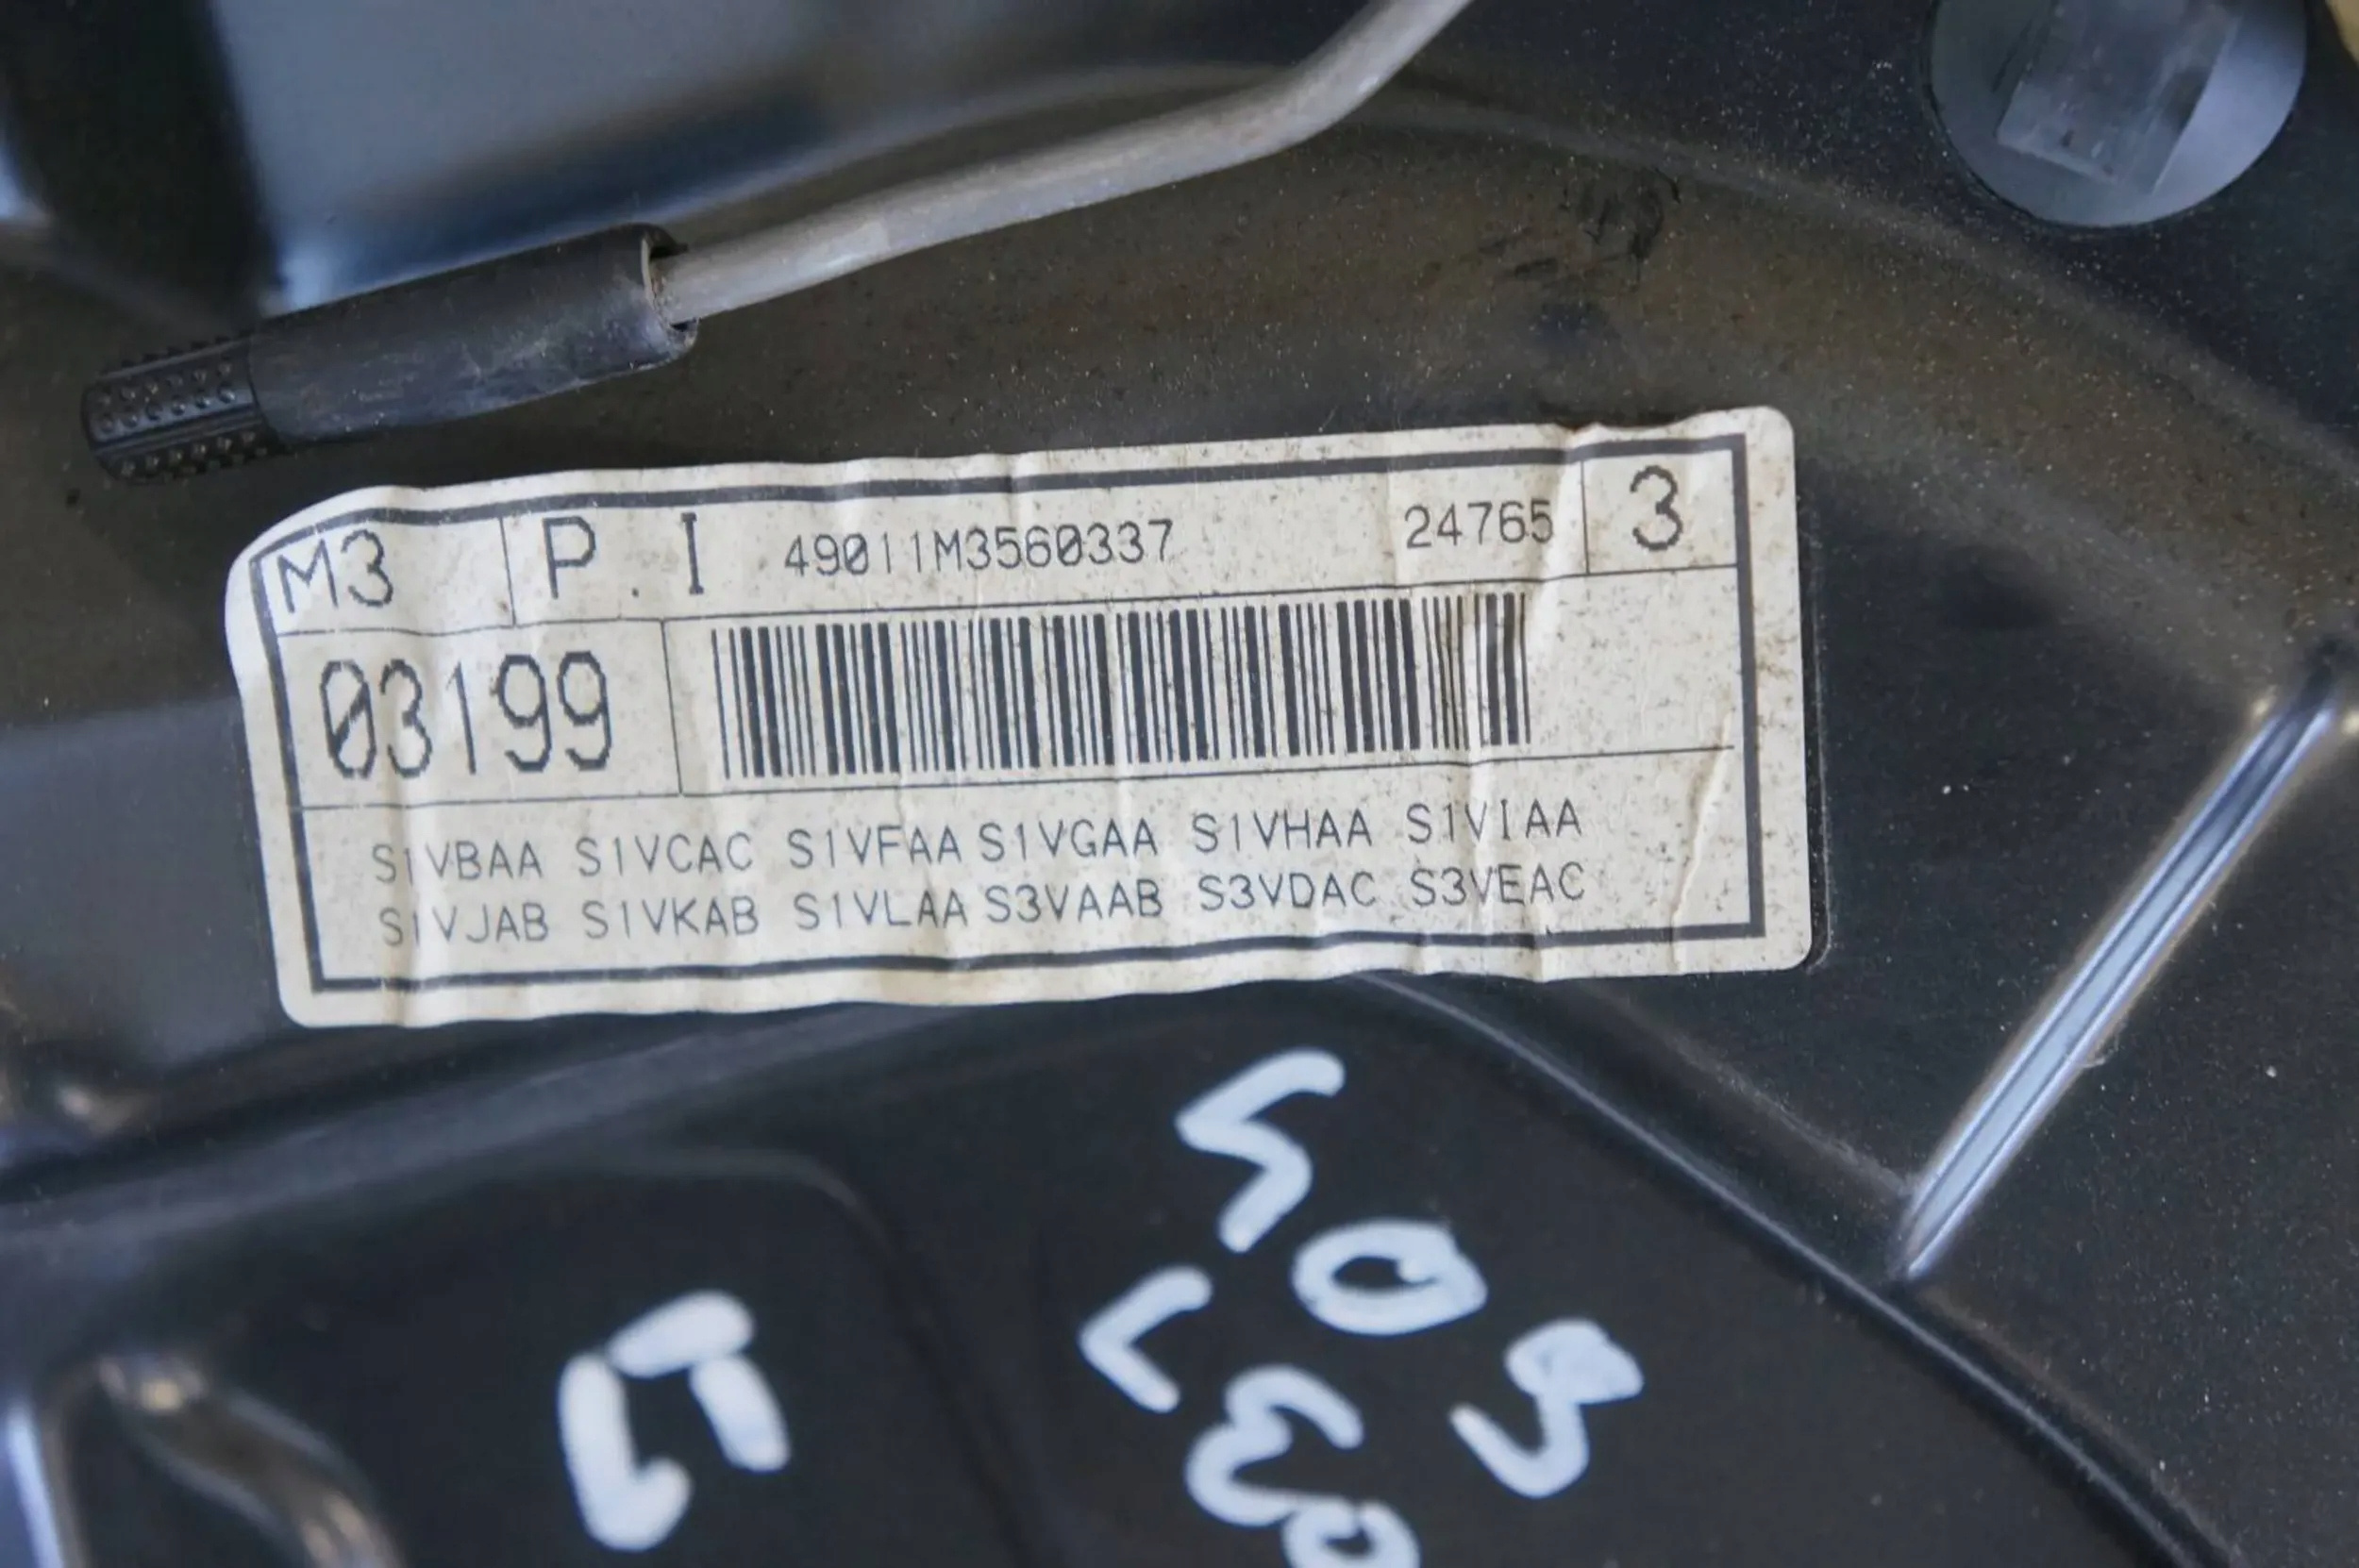 M3 P.I 49011M3560337 24765 3
03199
S1VBAA S1VCAC S1VFAA S1VGAA S1VHAA S1VIAA
S1VJAB S1VKAB S1VLAA S3VAAB S3VDAC S3VEAC